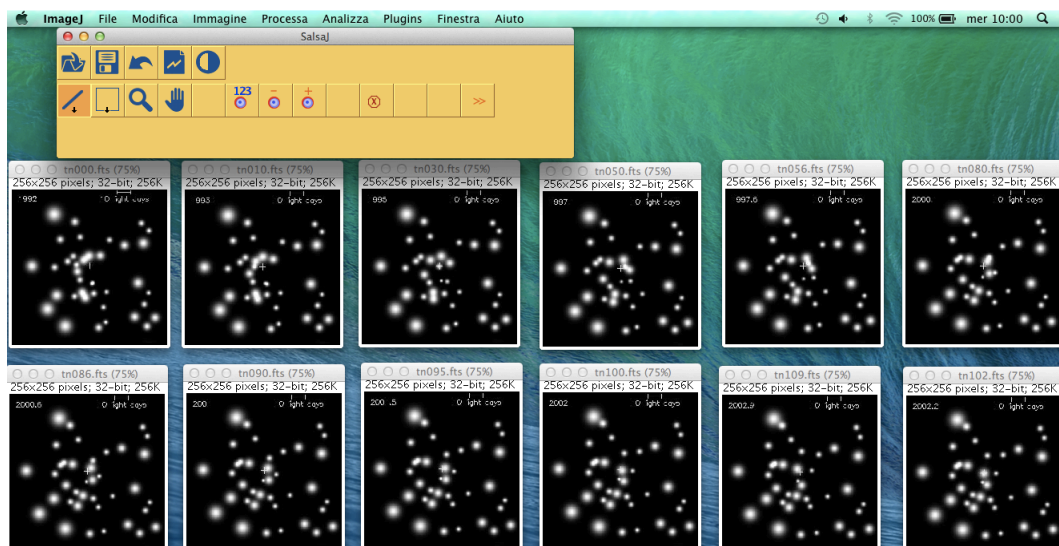 ImageJ File Modifica Immagine Processa Analizza Plugins Finestra Aiuto 100% mer 10:00
SalsaJ
123
>>
tn000.fts (75%)
256x256 pixels; 32-bit; 256K
1992
tn010.fts (75%)
256x256 pixels; 32-bit; 256K
993
tn030.fts (75%)
256x256 pixels; 32-bit; 256K
995
tn050.fts (75%)
256x256 pixels; 32-bit; 256K
997
tn056.fts (75%)
256x256 pixels; 32-bit; 256K
997.6
tn080.fts (75%)
256x256 pixels; 32-bit; 256K
2000
tn086.fts (75%)
256x256 pixels; 32-bit; 256K
2000.6
tn090.fts (75%)
256x256 pixels; 32-bit; 256K
200
tn095.fts (75%)
256x256 pixels; 32-bit; 256K
200 .5
tn100.fts (75%)
256x256 pixels; 32-bit; 256K
2002
tn109.fts (75%)
256x256 pixels; 32-bit; 256K
2002.9
tn102.fts (75%)
256x256 pixels; 32-bit; 256K
2002.2